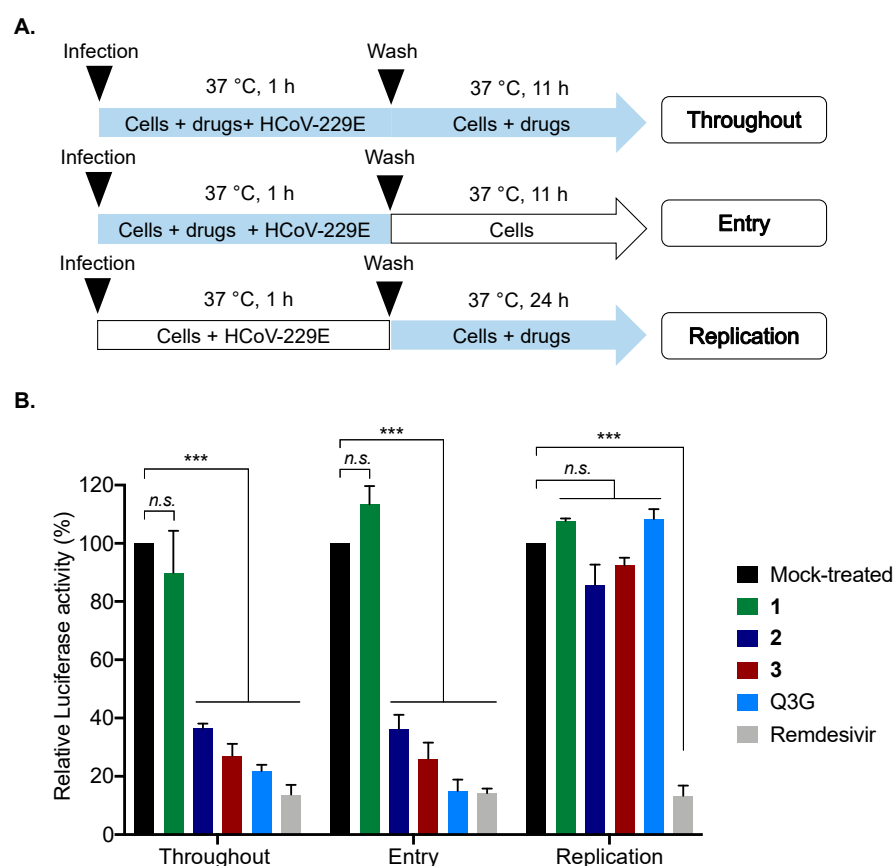 A.
Infection
Wash
37 °C, 1 h
37 °C, 11 h
Cells + drugs+ HCoV-229E
Cells + drugs
Throughout
Infection
Wash
37 °C, 1 h
37 °C, 11 h
Cells + drugs + HCoV-229E
Cells
Entry
Infection
Wash
37 °C, 1 h
37 °C, 24 h
Cells + HCoV-229E
Cells + drugs
Replication
B.
Relative Luciferase activity (%)
120
100
80
60
40
20
0
***
n.s.
***
n.s.
***
n.s.
Throughout
Entry
Replication
Mock-treated
1
2
3
Q3G
Remdesivir